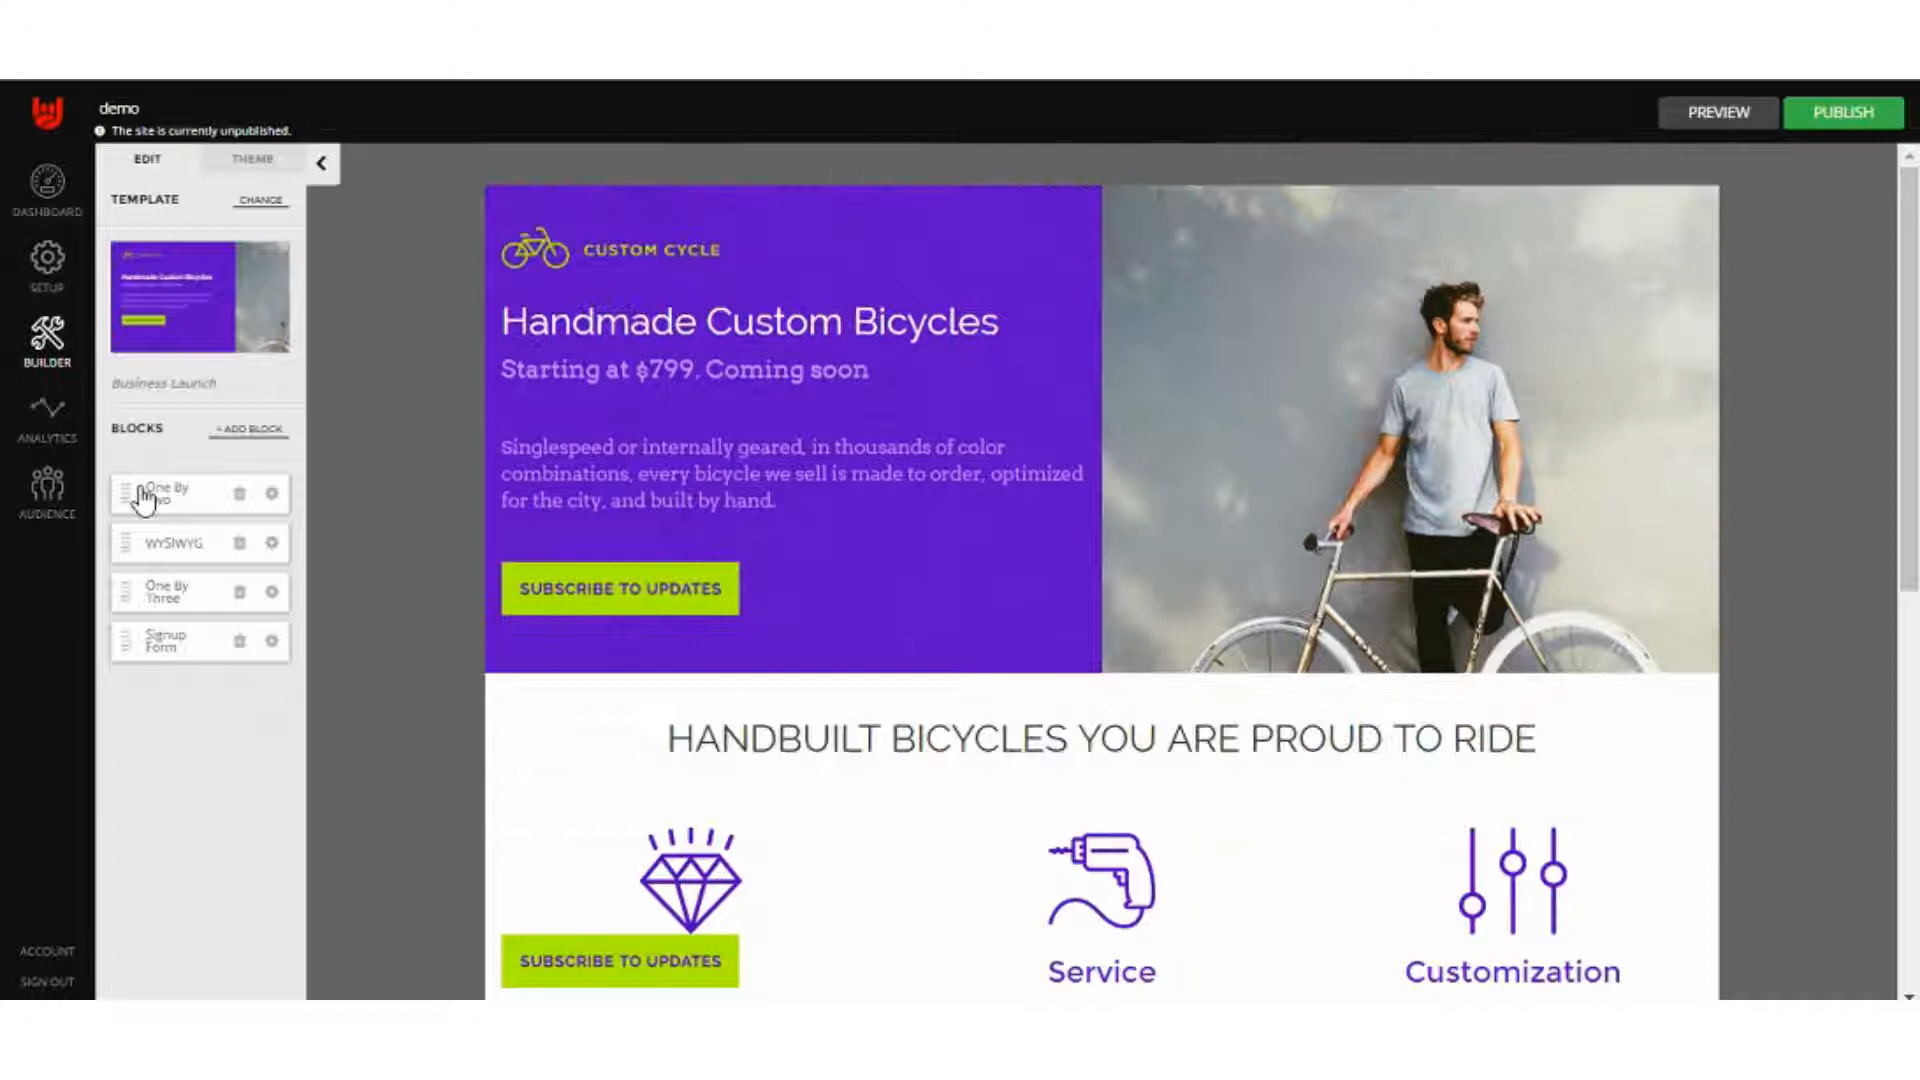 demo
The site is currently unpublished.
PREVIEW
PUBLISH
EDIT
THEME
DASHBOARD
SETUP
BUILDER
ANALYTICS
AUDIENCE
ACCOUNT
SIGN OUT
TEMPLATE
CHANGE
Business Launch
BLOCKS
+ ADD BLOCK
One By
WYSIWYG
One By
Three
Signup
Form
CUSTOM CYCLE
Handmade Custom Bicycles
Starting at $799. Coming soon
Singlespeed or internally geared, in thousands of color
combinations, every bicycle we sell is made to order, optimized
for the city, and built by hand.
SUBSCRIBE TO UPDATES
HANDBUILT BICYCLES YOU ARE PROUD TO RIDE
SUBSCRIBE TO UPDATES
Service
Customization